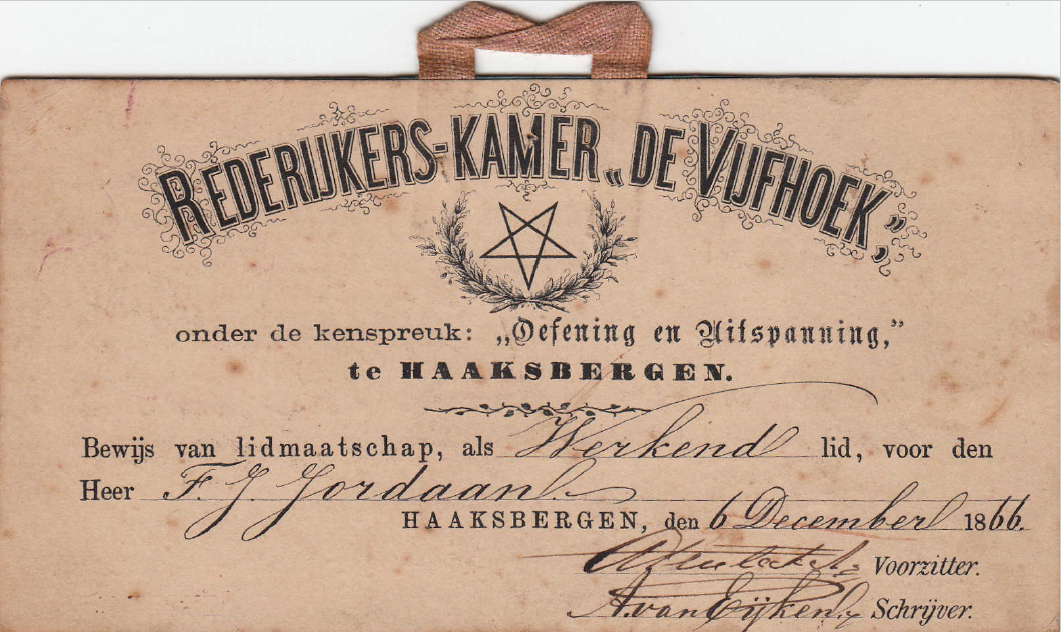 REDERIJKERS-KAMER „DE VIJFHOEK”,
onder de kenspreuk: „Oefening en Uitspanning,”
te HAAKSBERGEN.
Bewijs van lidmaatschap, als Werkend lid, voor den
Heer F. J. Jordaan
HAAKSBERGEN, den 6 December 1866.
Voorzitter.
A. van Eijken Schrijver.